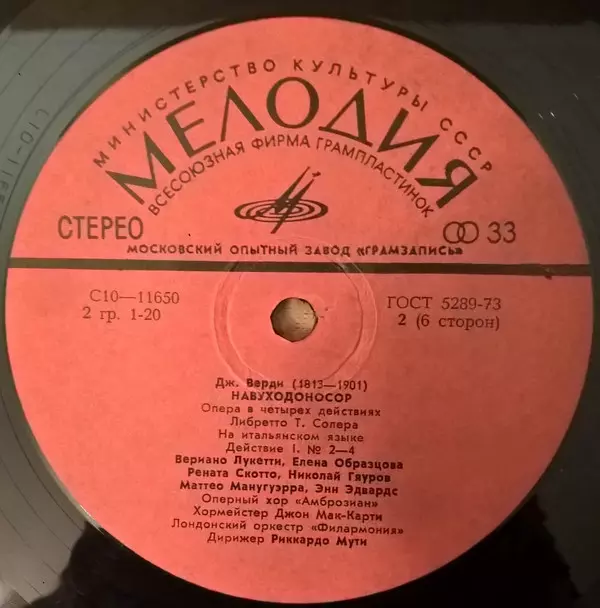 МИНИСТЕРСТВО КУЛЬТУРЫ СССР
МЕЛОДИЯ
ВСЕСОЮЗНАЯ ФИРМА ГРАМПЛАСТИНОК
СТЕРЕО
33
МОСКОВСКИЙ ОПЫТНЫЙ ЗАВОД «ГРАМЗАПИСЬ»
С10—11650
ГОСТ 5289-73
2 гр. 1-20
2 (6 сторон)
Дж. Верди (1813—1901)
НАВУХОДОНОСОР
Опера в четырех действиях
Либретто Т. Солера
На итальянском языке
Действие I. № 2—4
Вериано Лукетти, Елена Образцова
Рената Скотто, Николай Гяуров
Маттео Манугуэрра, Энн Эдвардс
Оперный хор «Амброзиан»
Хормейстер Джон Мак-Карти
Лондонский оркестр «Филармония»
Дирижер Риккардо Мути